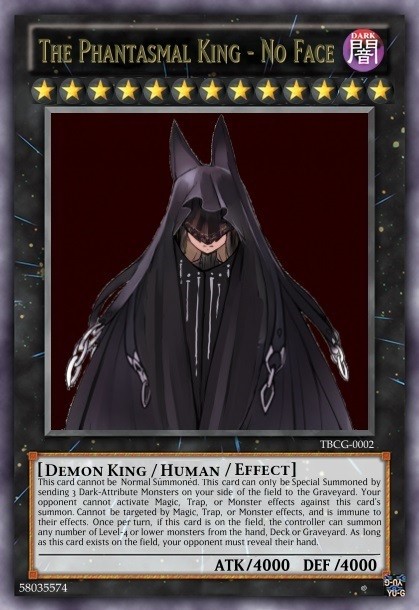 The Phantasmal King - No Face
DARK
闇
TBCG-0002
[Demon King / Human / Effect]
This card cannot be Normal Summoned. This card can only be Special Summoned by
sending 3 Dark-Attribute Monsters on your side of the field to the Graveyard. Your
opponent cannot activate Magic, Trap, or Monster effects against this card's
summon. Cannot be targeted by Magic, Trap, or Monster effects, and is immune to
their effects. Once per turn, if this card is on the field, the controller can summon
any number of Level-4 or lower monsters from the hand, Deck or Graveyard. As long
as this card exists on the field, your opponent must reveal their hand.
ATK/4000 DEF/4000
58035574
YU-G